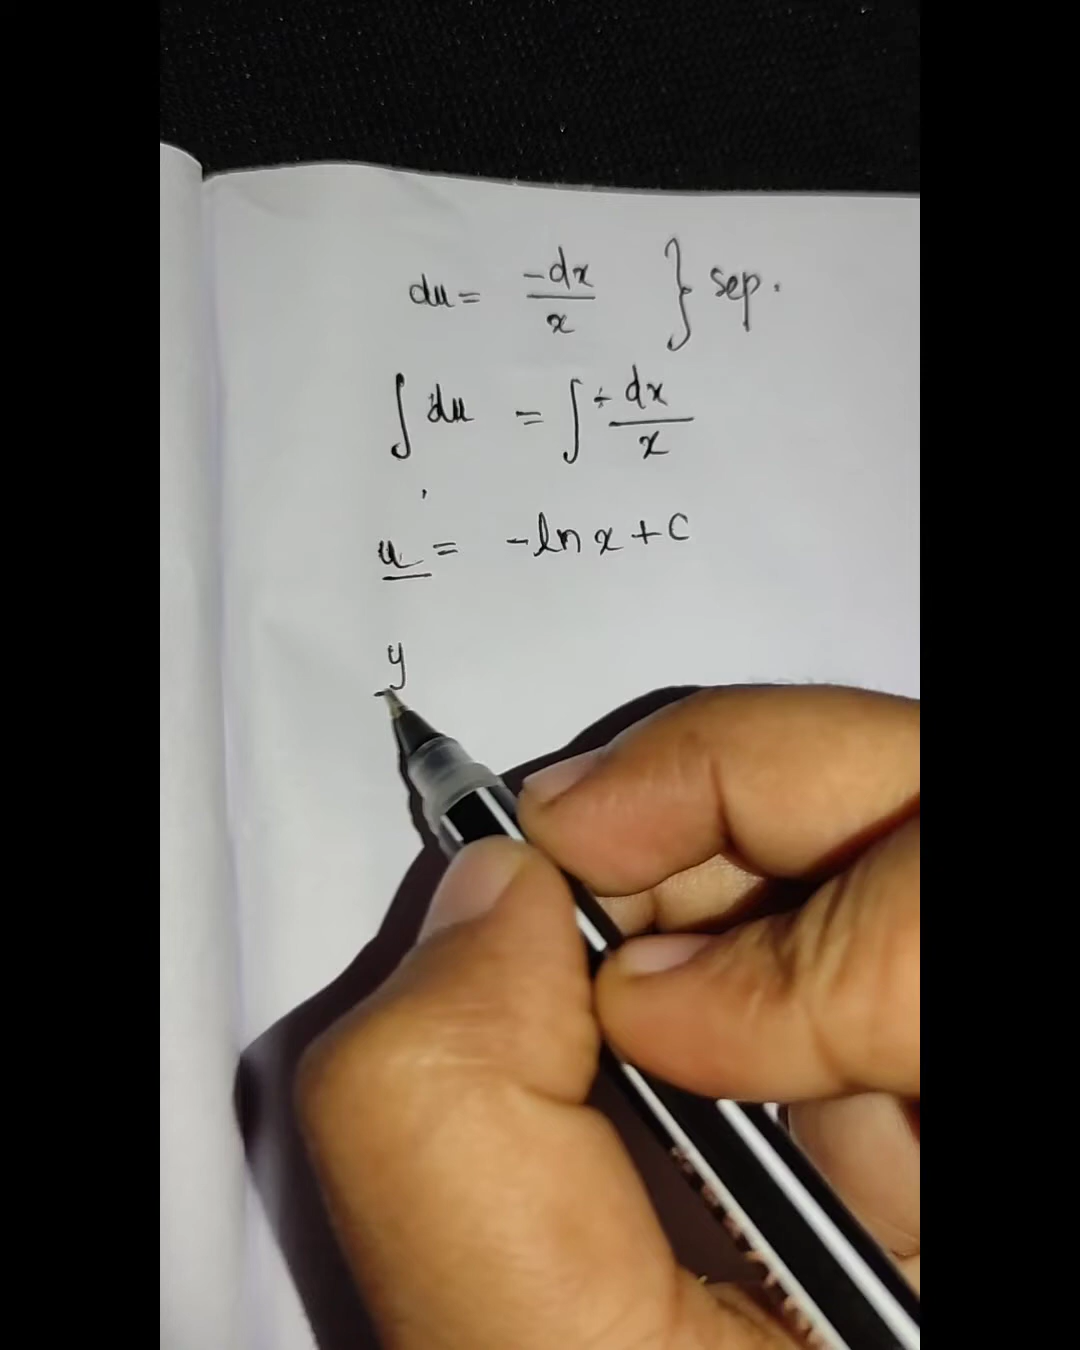 du = -dx/x } sep.
∫ du = ∫ - dx/x
u = -ln x + C
y